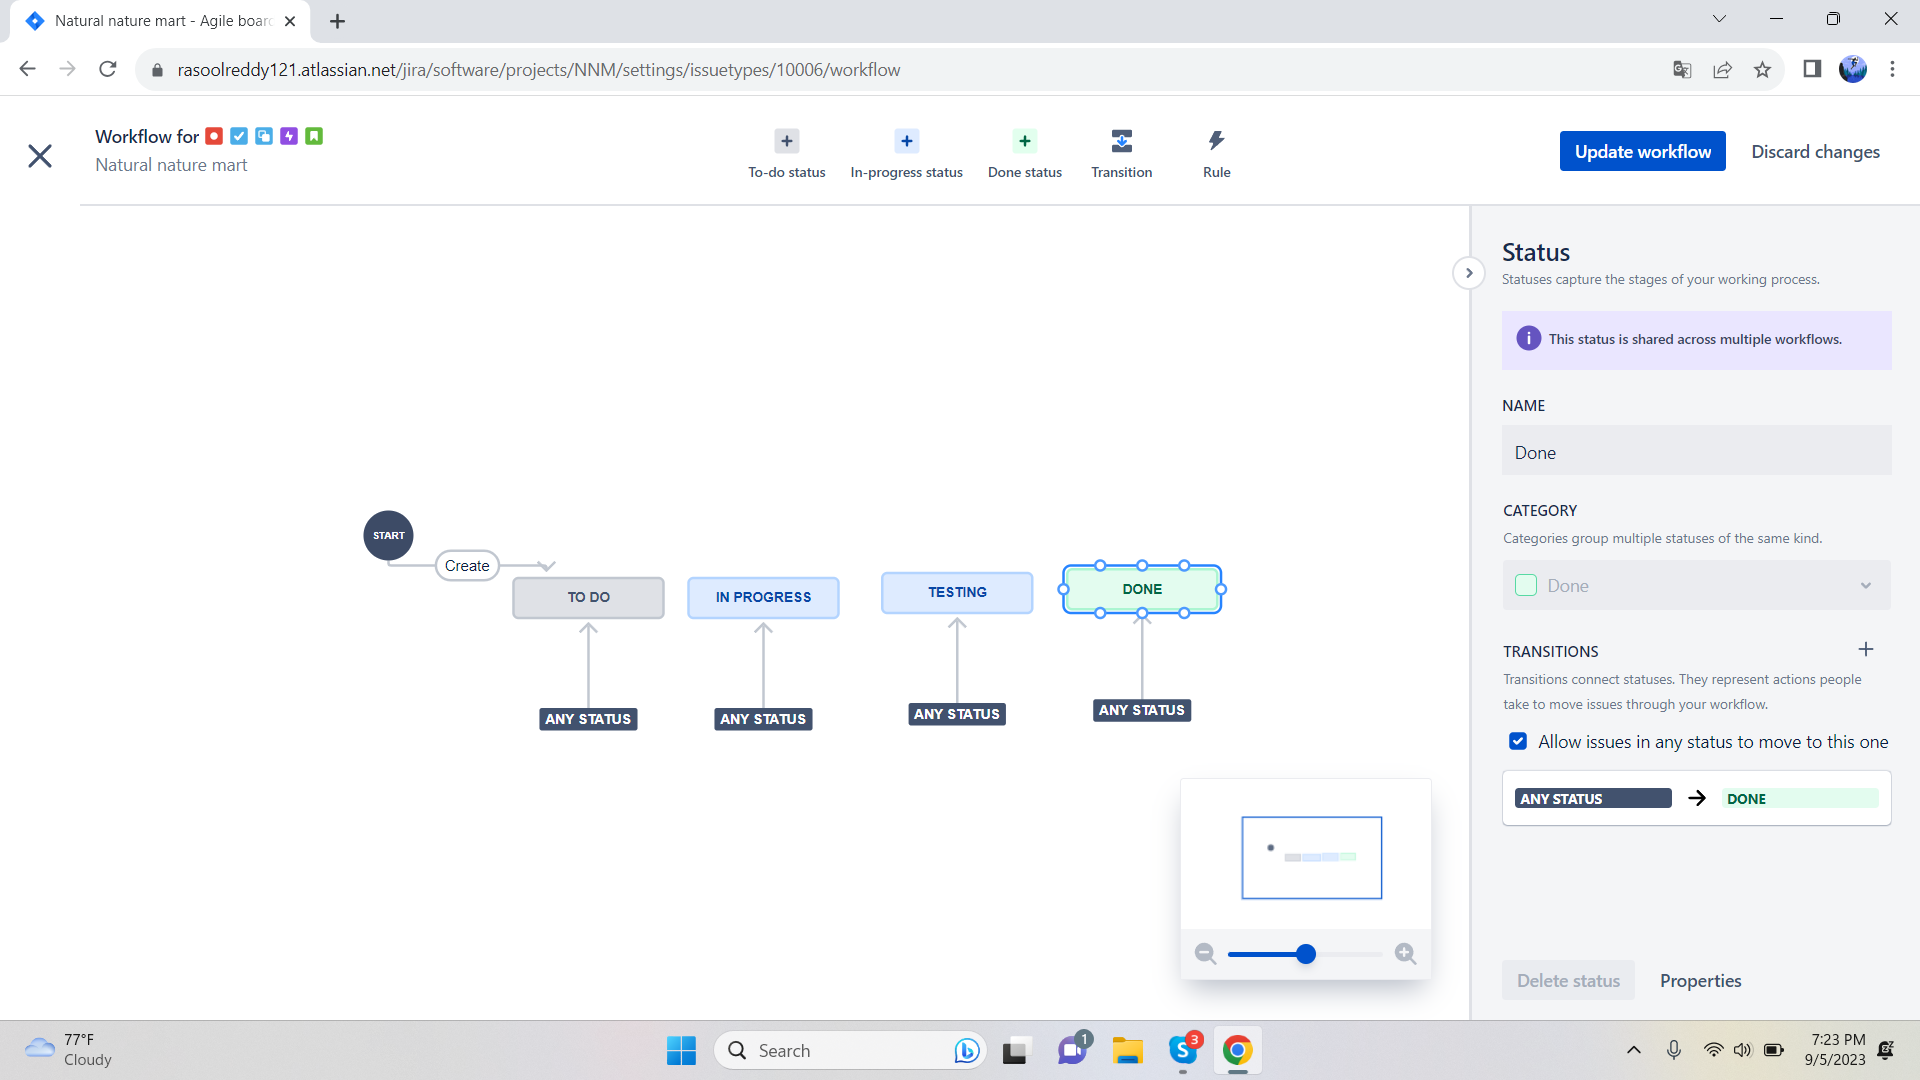 Natural nature mart - Agile boarc
rasoolreddy121.atlassian.net/jira/software/projects/NNM/settings/issuetypes/10006/workflow
Workflow for
Natural nature mart
To-do status
In-progress status
Done status
Transition
Rule
Update workflow
Discard changes
START
Create
TO DO
IN PROGRESS
TESTING
DONE
ANY STATUS
ANY STATUS
ANY STATUS
ANY STATUS
Status
Statuses capture the stages of your working process.
This status is shared across multiple workflows.
NAME
Done
CATEGORY
Categories group multiple statuses of the same kind.
Done
TRANSITIONS
Transitions connect statuses. They represent actions people
take to move issues through your workflow.
Allow issues in any status to move to this one
ANY STATUS
DONE
Delete status
Properties
77°F
Cloudy
Search
1
3
7:23 PM
9/5/2023